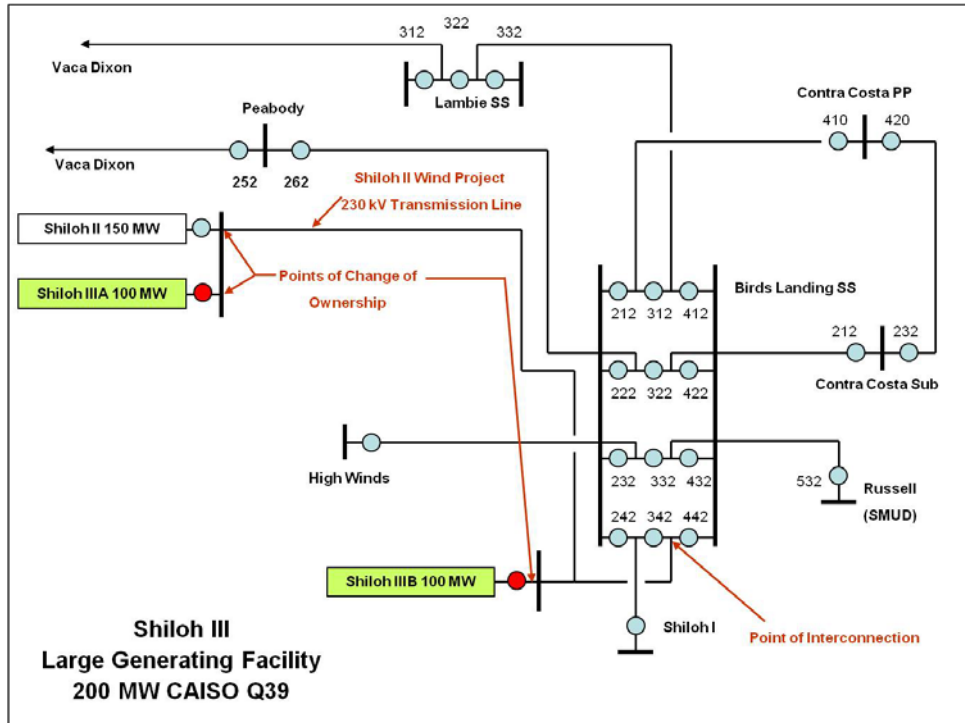 312
322
332
Vaca Dixon
Lambie SS
Contra Costa PP
410
420
Peabody
Vaca Dixon
252
262
Shiloh II Wind Project
230 kV Transmission Line
Shiloh II 150 MW
Shiloh IIIA 100 MW
Points of Change of
Ownership
Birds Landing SS
212
312
412
212
232
222
322
422
Contra Costa Sub
High Winds
232
332
432
532
Russell
(SMUD)
242
342
442
Shiloh IIIB 100 MW
Shiloh I
Point of Interconnection
Shiloh III
Large Generating Facility
200 MW CAISO Q39